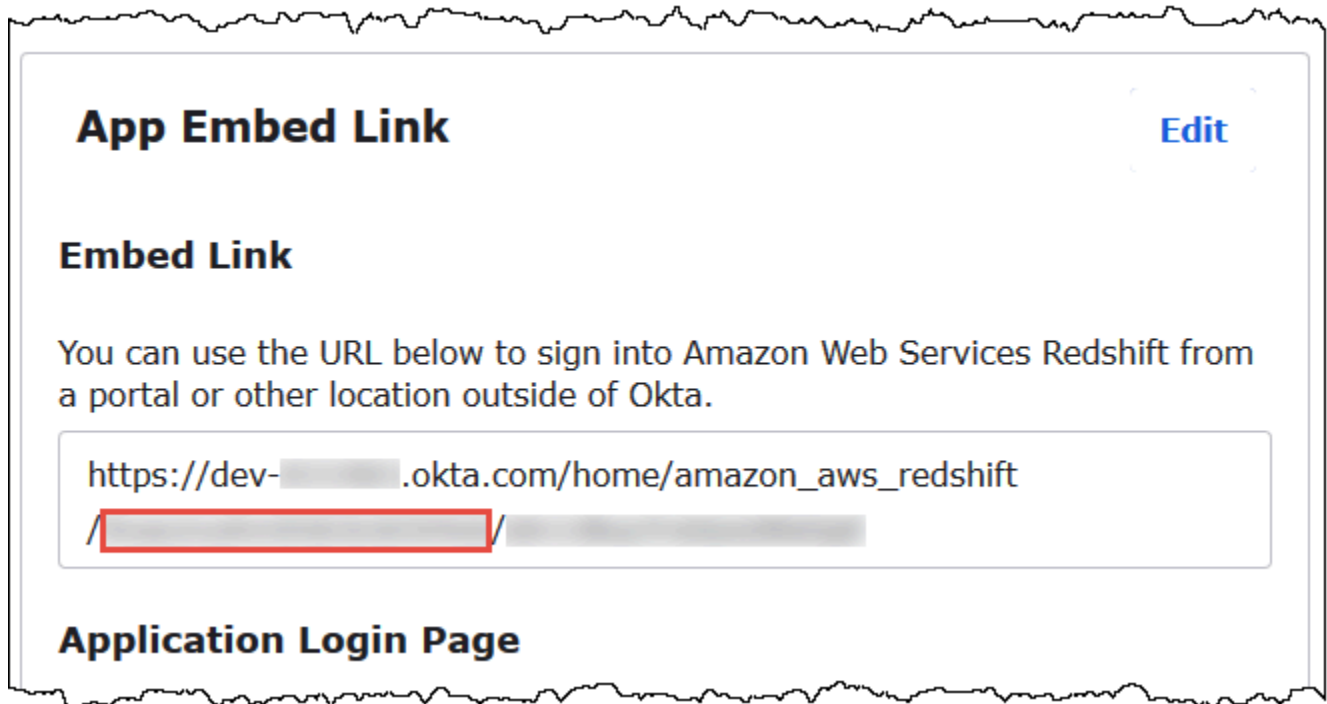 App Embed Link
Edit
Embed Link
You can use the URL below to sign into Amazon Web Services Redshift from
a portal or other location outside of Okta.
https://dev- .okta.com/home/amazon_aws_redshift
/ /
Application Login Page